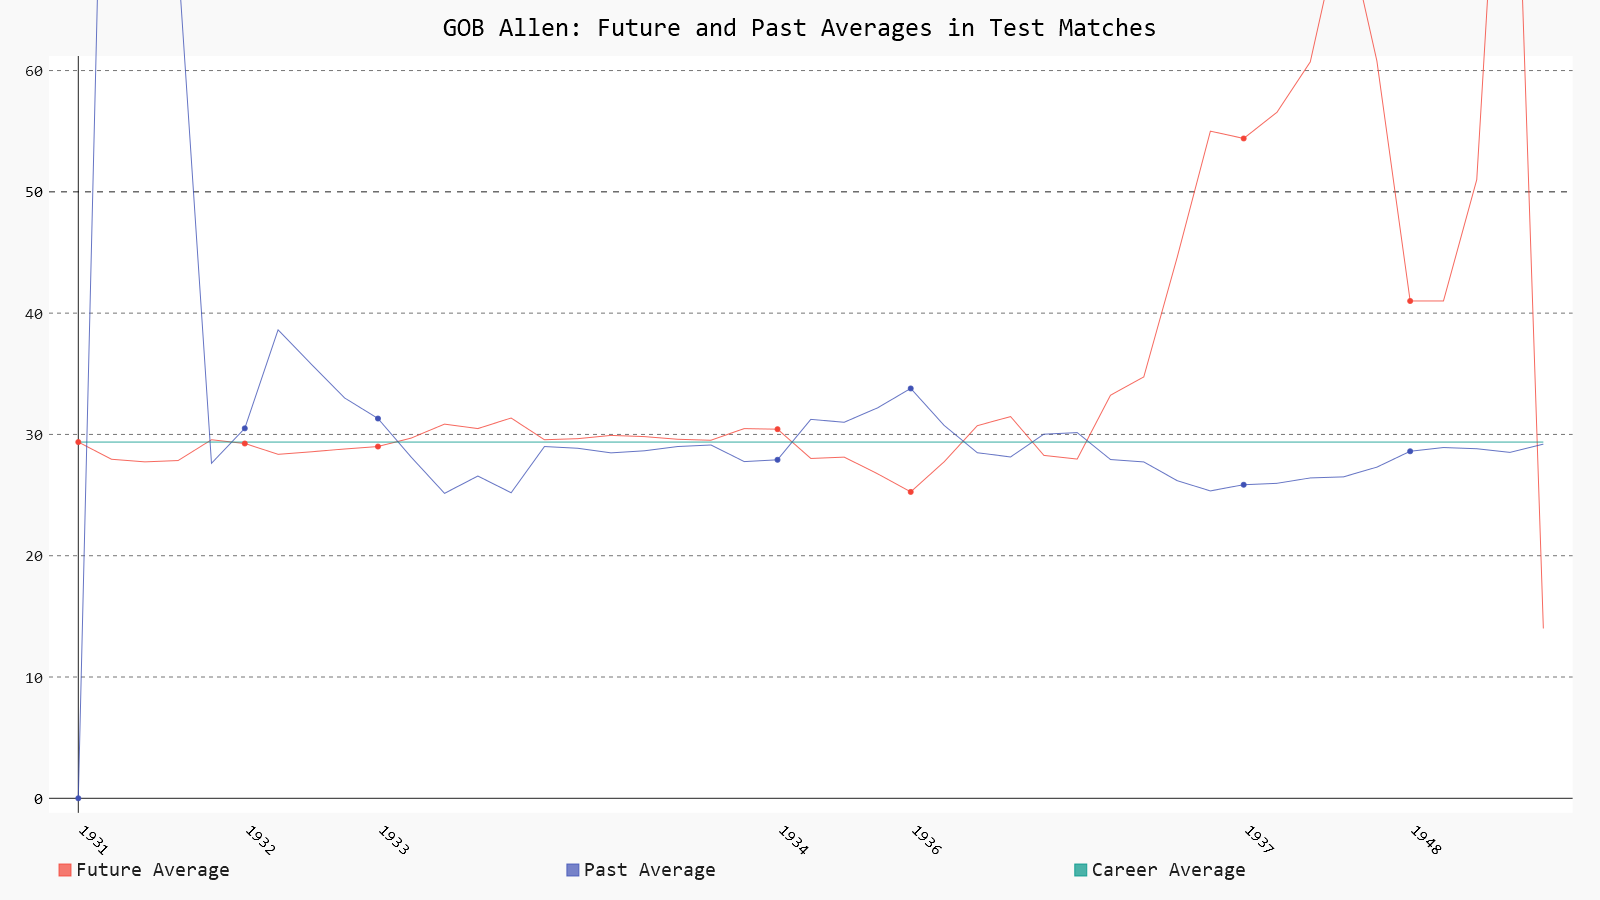 GOB Allen: Future and Past Averages in Test Matches
60
50
40
30
20
10
0
1931 1932 1933 1934 1936 1937 1948
Future Average Past Average Career Average